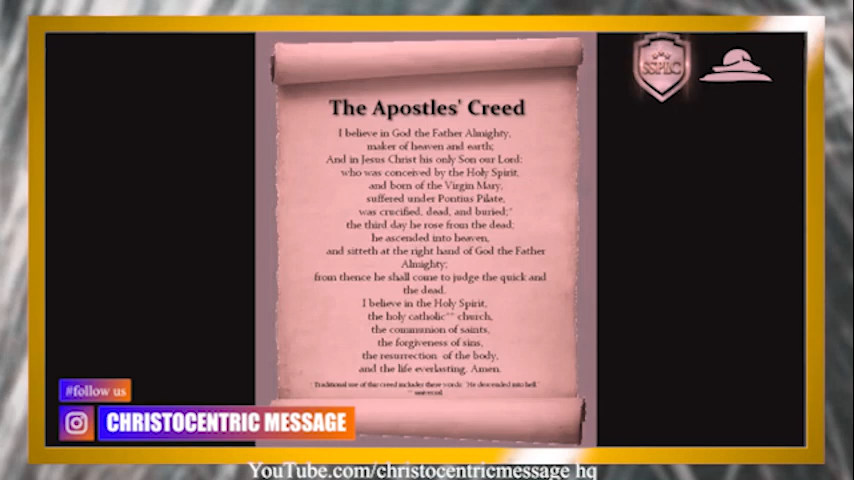 SSPEC
The Apostles' Creed
I believe in God the Father Almighty,
maker of heaven and earth;
And in Jesus Christ his only Son our Lord:
who was conceived by the Holy Spirit,
and born of the Virgin Mary,
suffered under Pontius Pilate,
was crucified, dead, and buried;*
the third day he rose from the dead;
he ascended into heaven,
and sitteth at the right hand of God the Father
Almighty;
from thence he shall come to judge the quick and
the dead.
I believe in the Holy Spirit,
the holy catholic** church,
the communion of saints,
the forgiveness of sins,
the resurrection of the body,
and the life everlasting. Amen.
* Traditional use of this creed includes these words: "He descended into hell."
** universal
#follow us
CHRISTOCENTRIC MESSAGE
YouTube.com/christocentricmessage hq